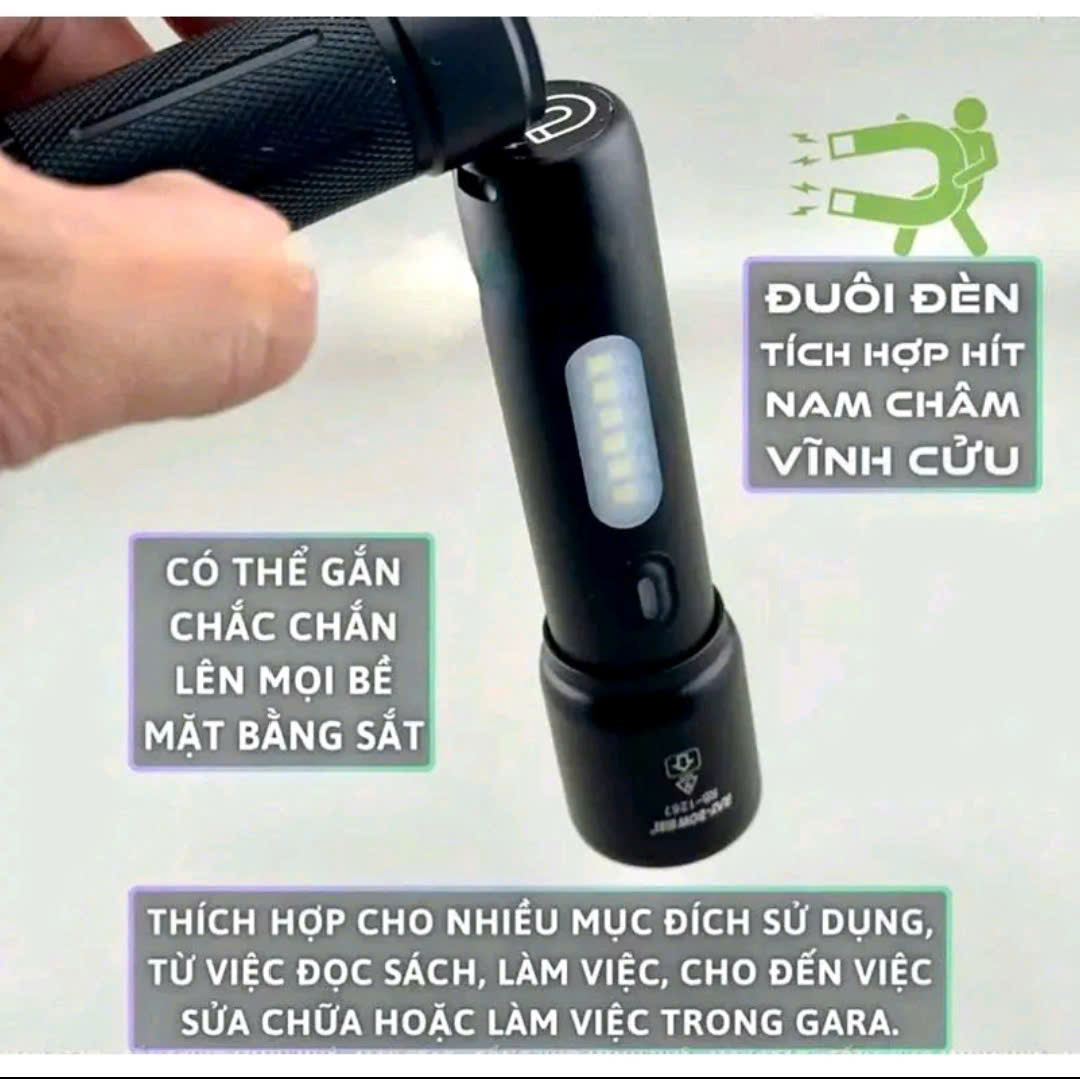 ĐUÔI ĐÈN
TÍCH HỢP HÍT
NAM CHÂM
VĨNH CỬU
CÓ THỂ GẮN
CHẮC CHẮN
LÊN MỌI BỀ
MẶT BẰNG SẮT
THÍCH HỢP CHO NHIỀU MỤC ĐÍCH SỬ DỤNG,
TỪ VIỆC ĐỌC SÁCH, LÀM VIỆC, CHO ĐẾN VIỆC
SỬA CHỮA HOẶC LÀM VIỆC TRONG GARA.